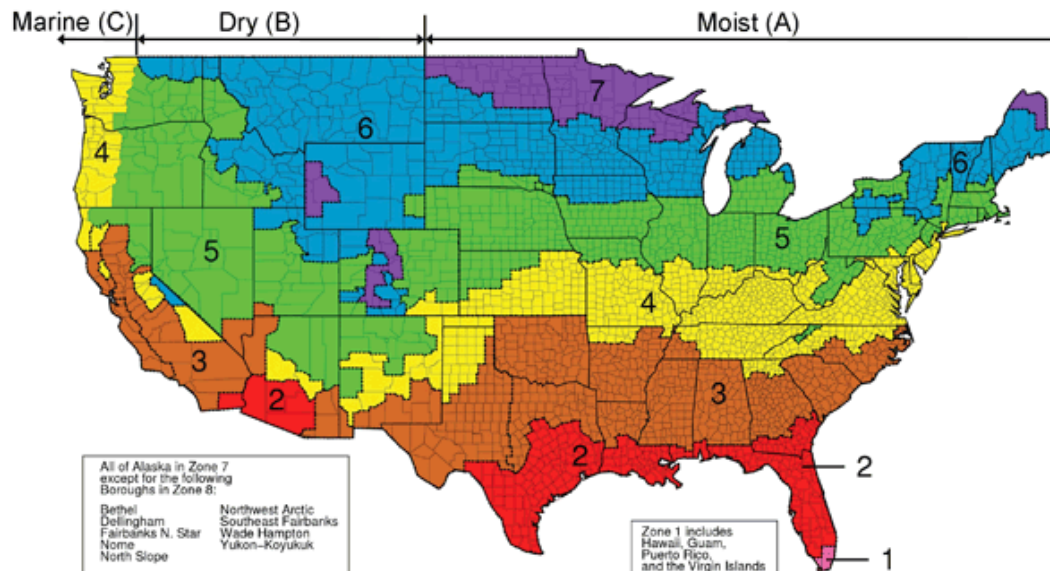 Marine (C) Dry (B) Moist (A)
7
6
4
6
5
5
4
3
3
2
2
2
1
All of Alaska in Zone 7
except for the following
Boroughs in Zone 8:
Bethel Northwest Arctic
Dellingham Southeast Fairbanks
Fairbanks N. Star Wade Hampton
Nome Yukon-Koyukuk
North Slope
Zone 1 includes
Hawaii, Guam,
Puerto Rico,
and the Virgin Islands